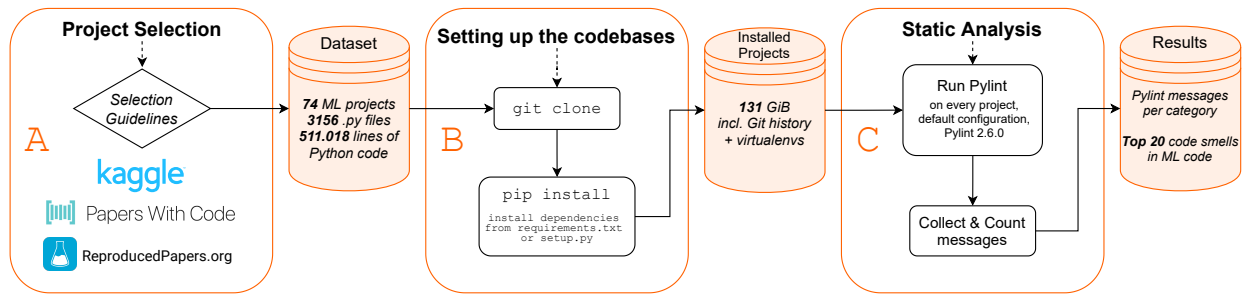 Project Selection
Selection
Guidelines
A
kaggle
Papers With Code
ReproducedPapers.org
Dataset
74 ML projects
3156 .py files
511.018 lines of
Python code
Setting up the codebases
git clone
B
pip install
install dependencies
from requirements.txt
or setup.py
Installed
Projects
131 GiB
incl. Git history
+ virtualenvs
Static Analysis
Run Pylint
on every project,
default configuration,
Pylint 2.6.0
C
Collect & Count
messages
Results
Pylint messages
per category
Top 20 code smells
in ML code